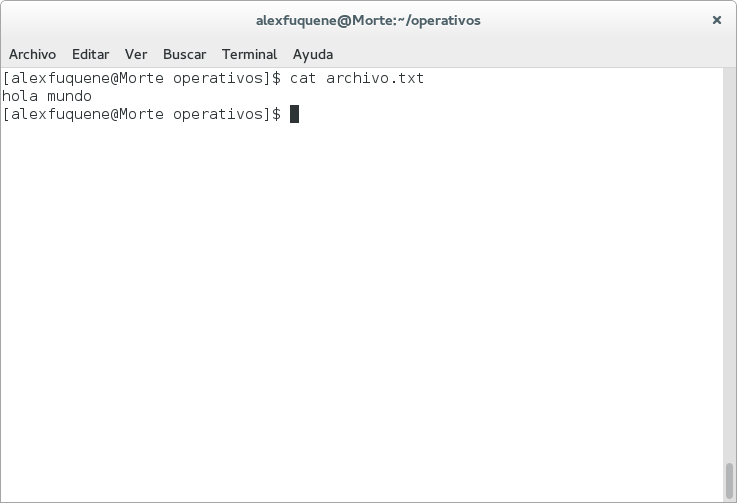 alexfuquene@Morte:~/operativos ×
Archivo Editar Ver Buscar Terminal Ayuda
[alexfuquene@Morte operativos]$ cat archivo.txt
hola mundo
[alexfuquene@Morte operativos]$